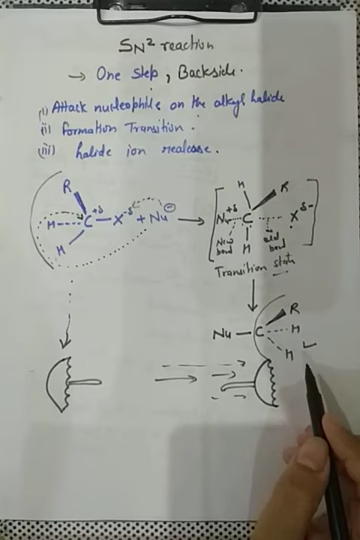 SN² reaction
→ One step, Backside.
(i) Attack nucleophile on the alkyl halide
(ii) Formation Transition.
(iii) halide ion realease.
R
H
H
C +δ
X -δ + Nu ⊖
→
H
R
N +δ
C
X δ-
New bond
H
old bond
Transition state
Nu — C
R
H
H